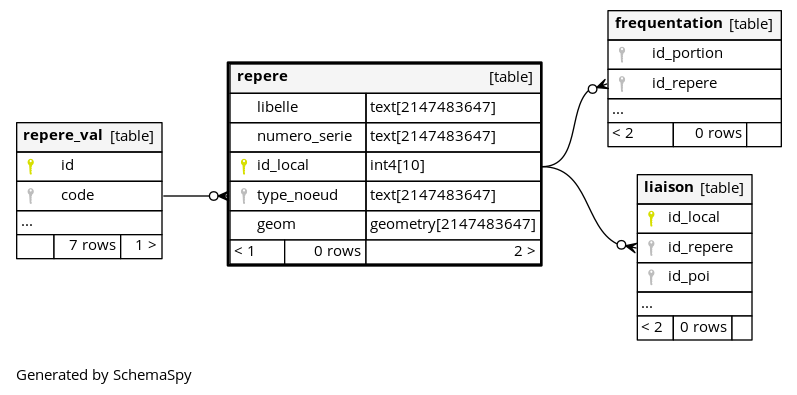 repere_val [table]
id
code
...
7 rows 1 >
repere [table]
libelle text[2147483647]
numero_serie text[2147483647]
id_local int4[10]
type_noeud text[2147483647]
geom geometry[2147483647]
< 1 0 rows 2 >
frequentation [table]
id_portion
id_repere
...
< 2 0 rows
liaison [table]
id_local
id_repere
id_poi
...
< 2 0 rows
Generated by SchemaSpy